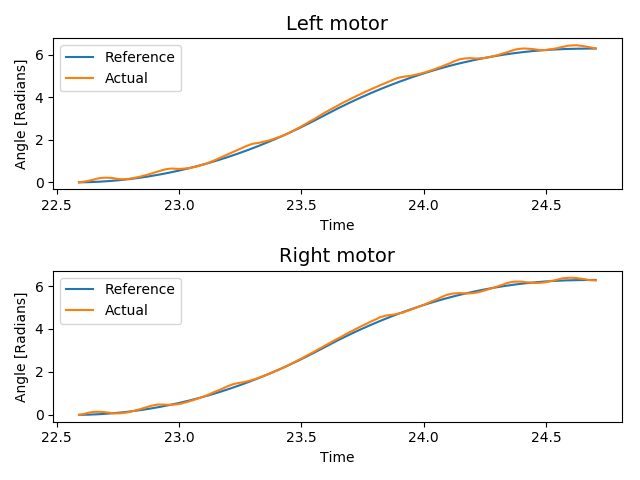 Left motor
Reference
Actual
Angle [Radians]
6
4
2
0
22.5 23.0 23.5 24.0 24.5
Time
Right motor
Reference
Actual
Angle [Radians]
6
4
2
0
22.5 23.0 23.5 24.0 24.5
Time